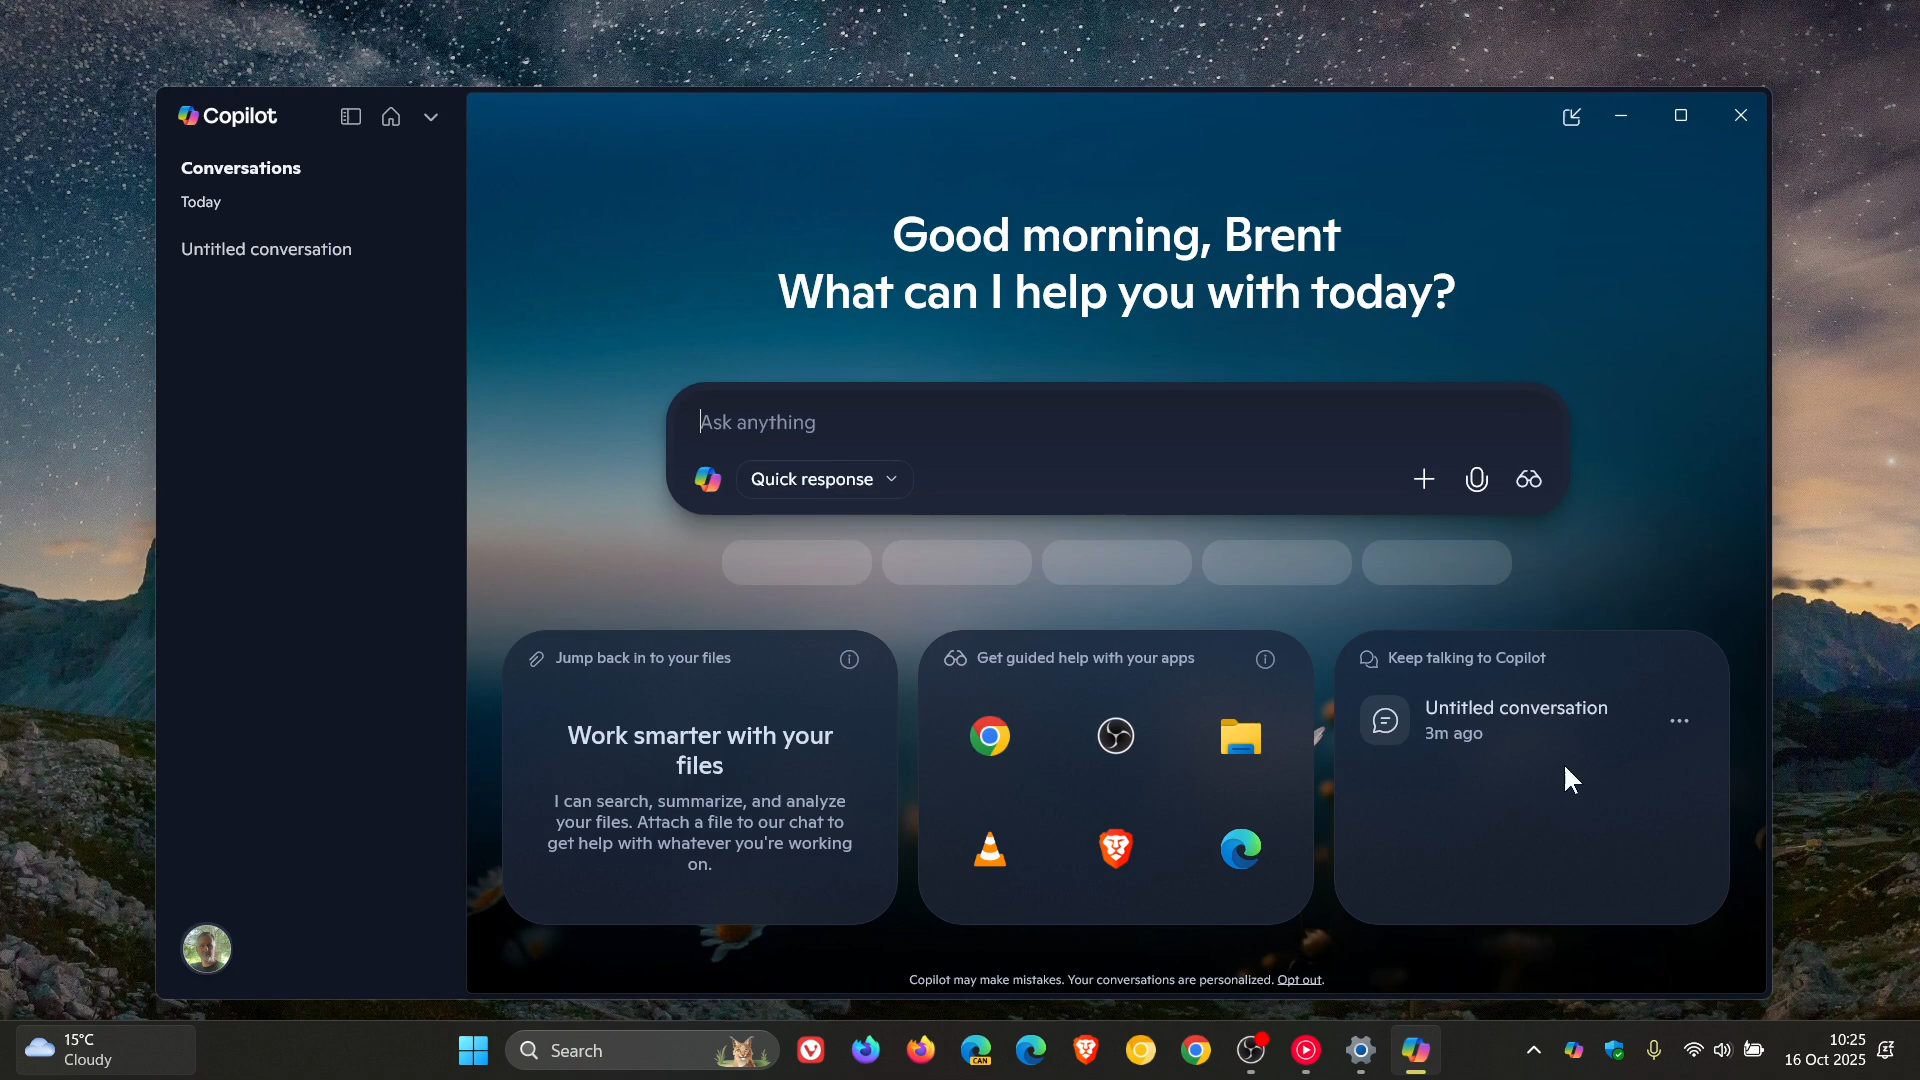 Copilot
Conversations
Today
Untitled conversation
Good morning, Brent
What can I help you with today?
Ask anything
Quick response
Jump back in to your files
Work smarter with your
files
I can search, summarize, and analyze
your files. Attach a file to our chat to
get help with whatever you're working
on.
Get guided help with your apps
Keep talking to Copilot
Untitled conversation
3m ago
Copilot may make mistakes. Your conversations are personalized. Opt out.
15°C
Cloudy
Search
CAN
10:25
16 Oct 2025